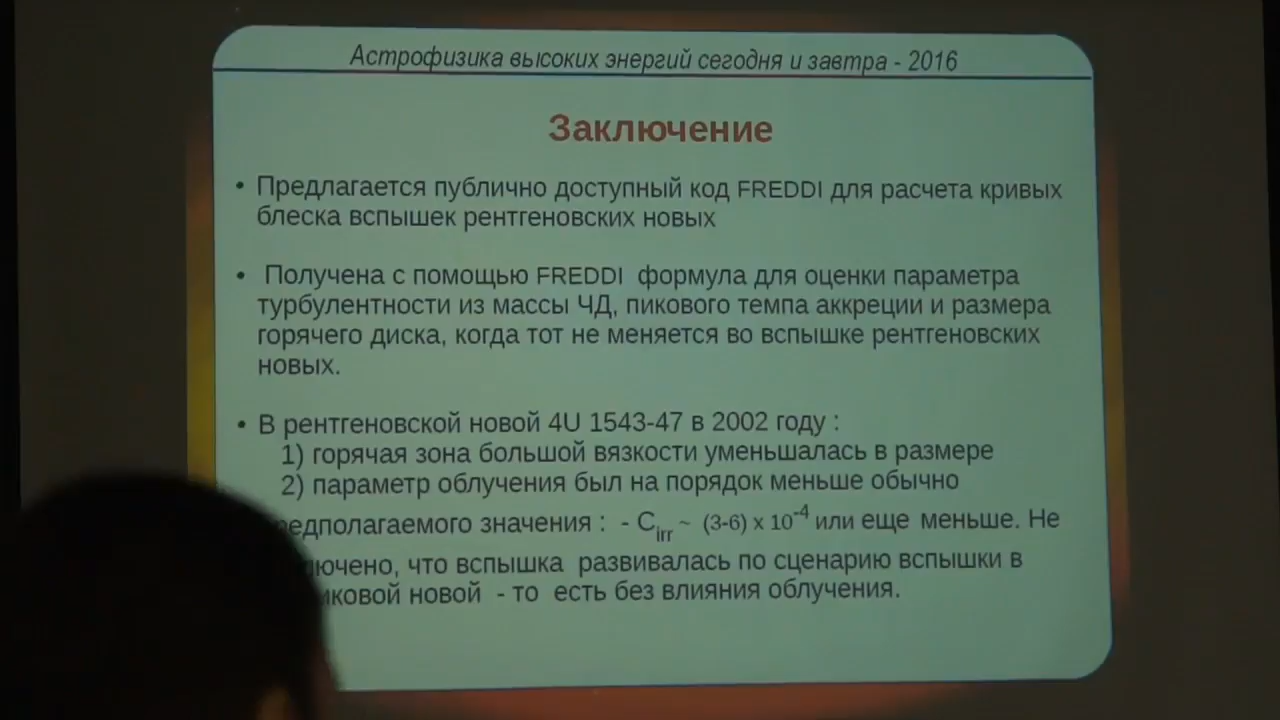 Астрофизика высоких энергий сегодня и завтра - 2016
Заключение
• Предлагается публично доступный код FREDDI для расчета кривых
блеска вспышек рентгеновских новых
• Получена с помощью FREDDI формула для оценки параметра
турбулентности из массы ЧД, пикового темпа аккреции и размера
горячего диска, когда тот не меняется во вспышке рентгеновских
новых.
• В рентгеновской новой 4U 1543-47 в 2002 году :
1) горячая зона большой вязкости уменьшалась в размере
2) параметр облучения был на порядок меньше обычно
значения : - C_irr ~ (3-6) x 10^-4 или еще меньше. Не
что вспышка развивалась по сценарию вспышки в
новой - то есть без влияния облучения.